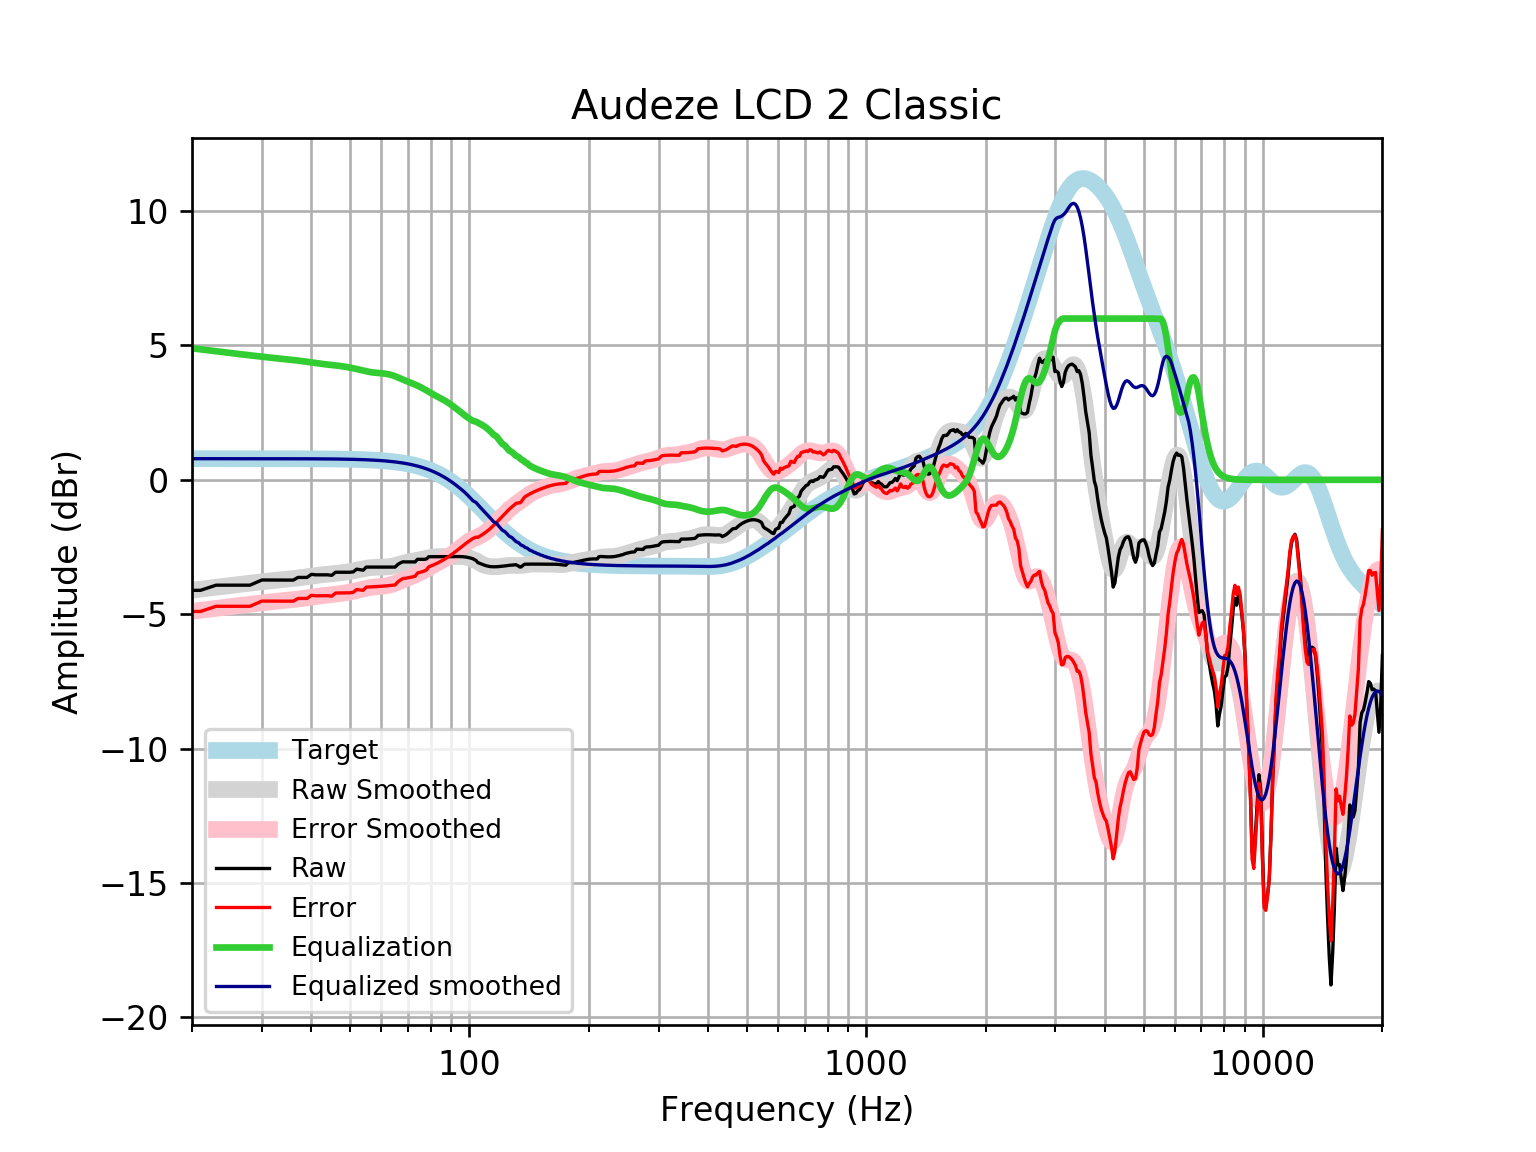 Audeze LCD 2 Classic
Amplitude (dBr)
10
5
0
−5
−10
−15
−20
Target
Raw Smoothed
Error Smoothed
Raw
Error
Equalization
Equalized smoothed
100
1000
10000
Frequency (Hz)